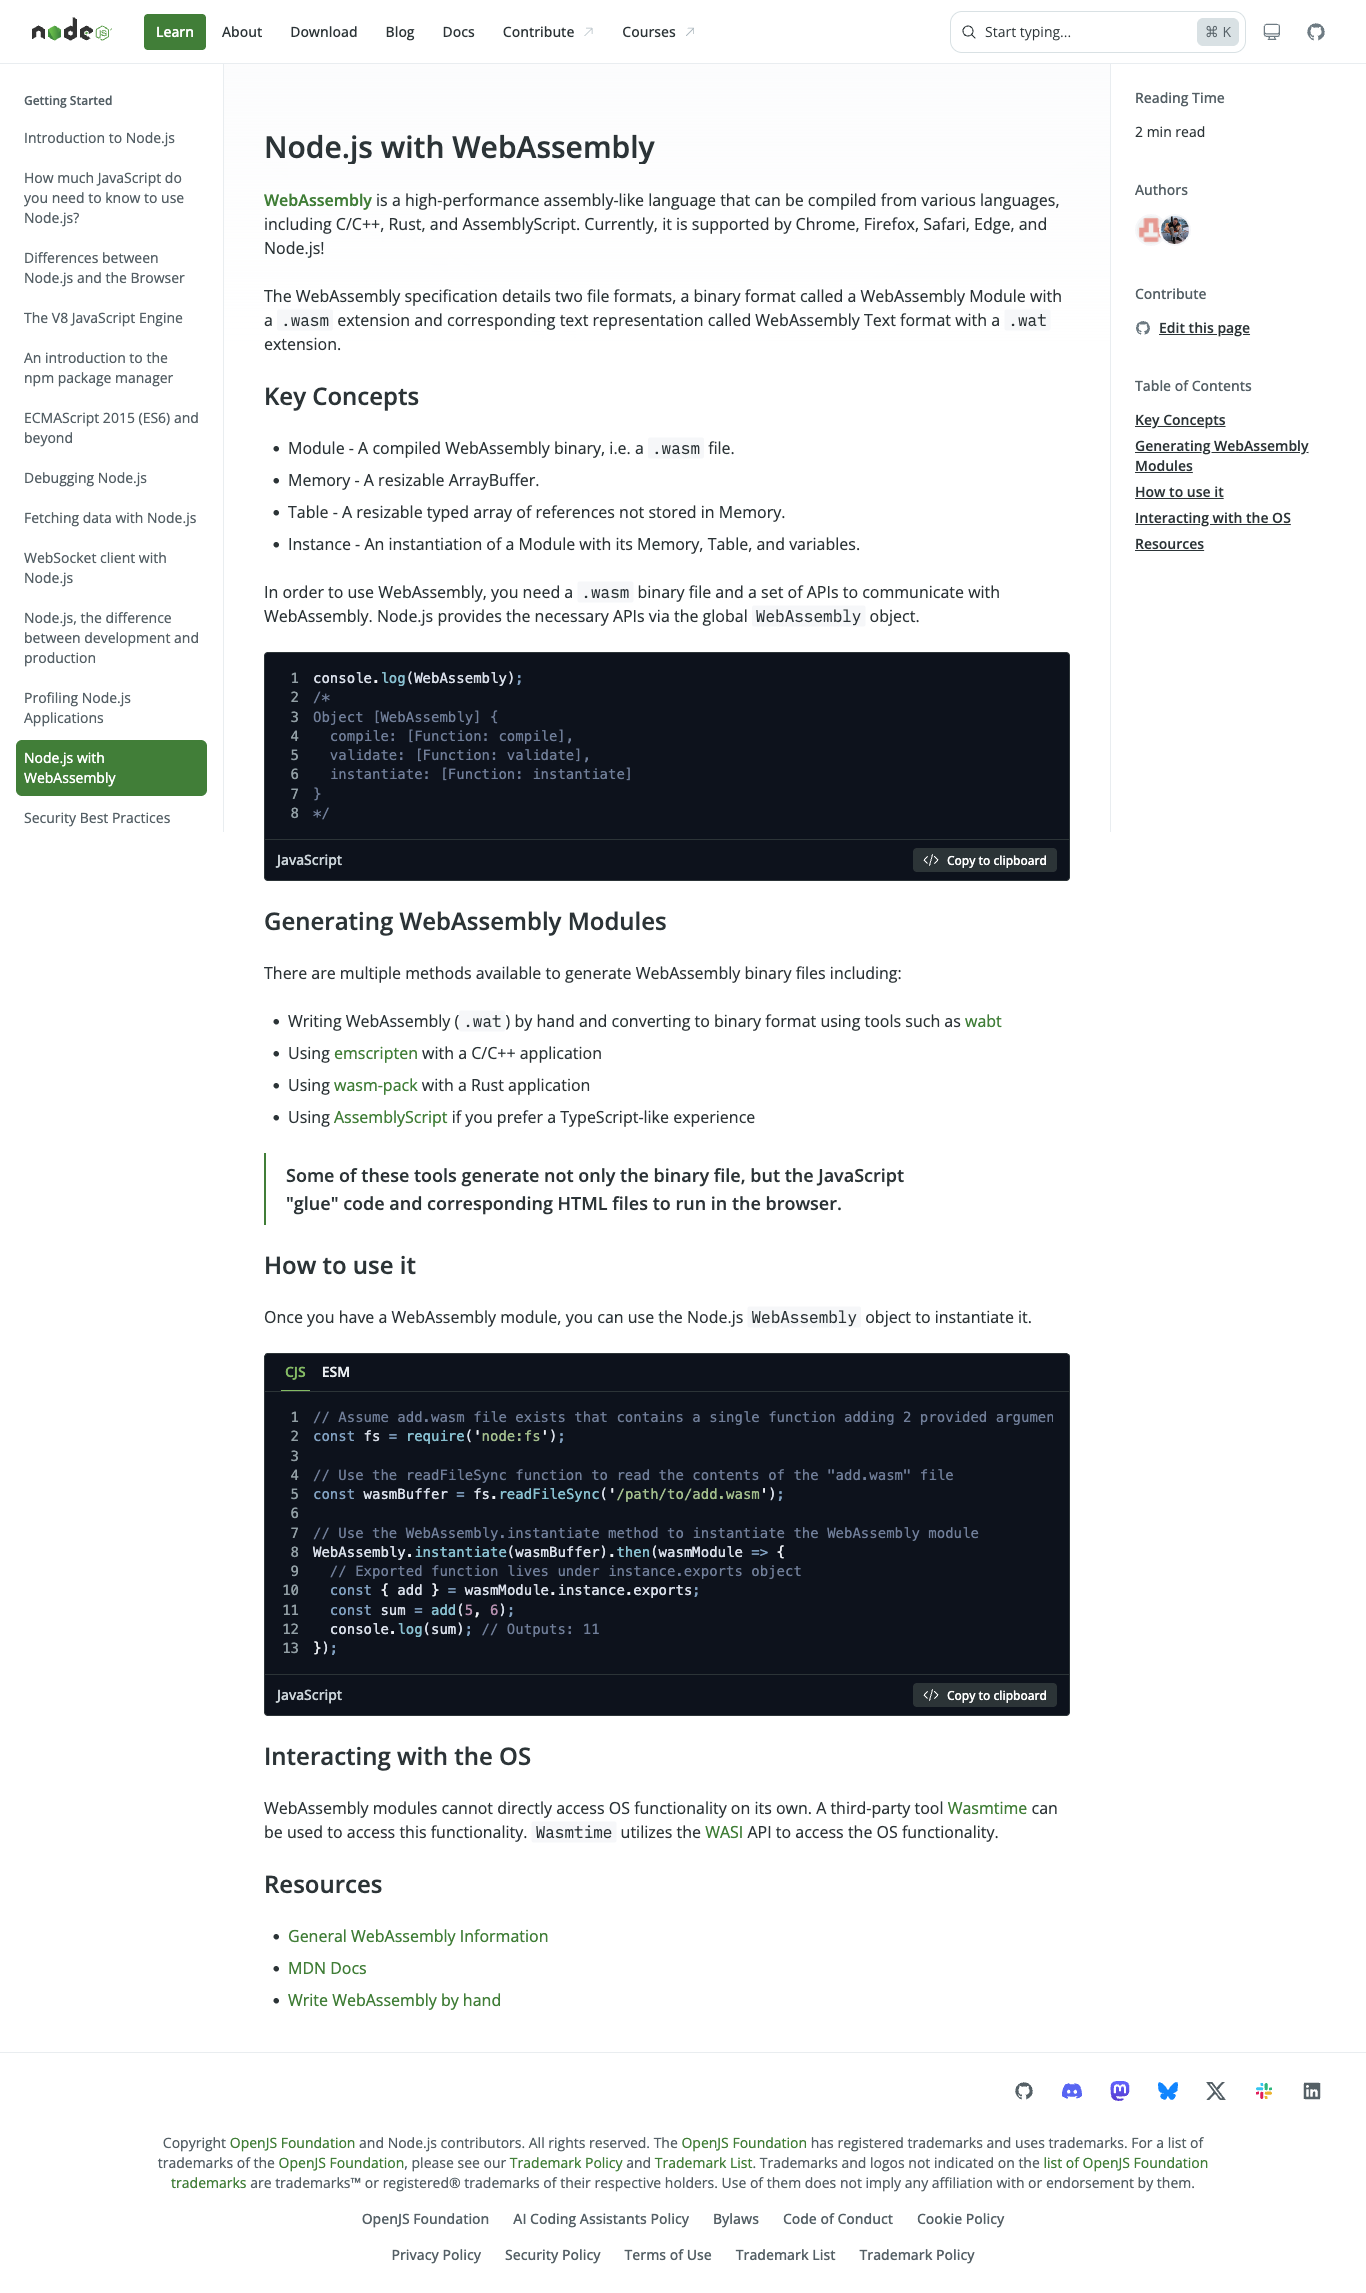 node js
Learn
About
Download
Blog
Docs
Contribute
Courses
Start typing...
⌘ K
Getting Started
Introduction to Node.js
How much JavaScript do
you need to know to use
Node.js?
Differences between
Node.js and the Browser
The V8 JavaScript Engine
An introduction to the
npm package manager
ECMAScript 2015 (ES6) and
beyond
Debugging Node.js
Fetching data with Node.js
WebSocket client with
Node.js
Node.js, the difference
between development and
production
Profiling Node.js
Applications
Node.js with
WebAssembly
Security Best Practices
Node.js with WebAssembly
WebAssembly is a high-performance assembly-like language that can be compiled from various languages,
including C/C++, Rust, and AssemblyScript. Currently, it is supported by Chrome, Firefox, Safari, Edge, and
Node.js!
The WebAssembly specification details two file formats, a binary format called a WebAssembly Module with
a .wasm extension and corresponding text representation called WebAssembly Text format with a .wat
extension.
Key Concepts
• Module - A compiled WebAssembly binary, i.e. a .wasm file.
• Memory - A resizable ArrayBuffer.
• Table - A resizable typed array of references not stored in Memory.
• Instance - An instantiation of a Module with its Memory, Table, and variables.
In order to use WebAssembly, you need a .wasm binary file and a set of APIs to communicate with
WebAssembly. Node.js provides the necessary APIs via the global WebAssembly object.
1 console.log(WebAssembly);
2 /*
3 Object [WebAssembly] {
4   compile: [Function: compile],
5   validate: [Function: validate],
6   instantiate: [Function: instantiate]
7 }
8 */
JavaScript
Copy to clipboard
Generating WebAssembly Modules
There are multiple methods available to generate WebAssembly binary files including:
• Writing WebAssembly ( .wat ) by hand and converting to binary format using tools such as wabt
• Using emscripten with a C/C++ application
• Using wasm-pack with a Rust application
• Using AssemblyScript if you prefer a TypeScript-like experience
Some of these tools generate not only the binary file, but the JavaScript
"glue" code and corresponding HTML files to run in the browser.
How to use it
Once you have a WebAssembly module, you can use the Node.js WebAssembly object to instantiate it.
CJS ESM
1 // Assume add.wasm file exists that contains a single function adding 2 provided argumen
2 const fs = require('node:fs');
3
4 // Use the readFileSync function to read the contents of the "add.wasm" file
5 const wasmBuffer = fs.readFileSync('/path/to/add.wasm');
6
7 // Use the WebAssembly.instantiate method to instantiate the WebAssembly module
8 WebAssembly.instantiate(wasmBuffer).then(wasmModule => {
9   // Exported function lives under instance.exports object
10   const { add } = wasmModule.instance.exports;
11   const sum = add(5, 6);
12   console.log(sum); // Outputs: 11
13 });
JavaScript
Copy to clipboard
Interacting with the OS
WebAssembly modules cannot directly access OS functionality on its own. A third-party tool Wasmtime can
be used to access this functionality. Wasmtime utilizes the WASI API to access the OS functionality.
Resources
• General WebAssembly Information
• MDN Docs
• Write WebAssembly by hand
Reading Time
2 min read
Authors
Contribute
Edit this page
Table of Contents
Key Concepts
Generating WebAssembly
Modules
How to use it
Interacting with the OS
Resources
Copyright OpenJS Foundation and Node.js contributors. All rights reserved. The OpenJS Foundation has registered trademarks and uses trademarks. For a list of
trademarks of the OpenJS Foundation, please see our Trademark Policy and Trademark List. Trademarks and logos not indicated on the list of OpenJS Foundation
trademarks are trademarks™ or registered® trademarks of their respective holders. Use of them does not imply any affiliation with or endorsement by them.
OpenJS Foundation
AI Coding Assistants Policy
Bylaws
Code of Conduct
Cookie Policy
Privacy Policy
Security Policy
Terms of Use
Trademark List
Trademark Policy